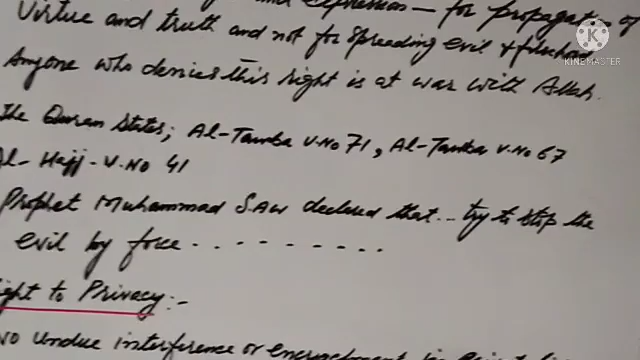 and expression - for propagation of
Virtue and truth and not for spreading evil & falsehood
Anyone who denies this right is at war with Allah.
The Quran states; Al-Tauba V.No 71, Al-Tauba V.No 67
Al-Hajj-V.No 41
Prophet Muhammad SAW declared that... try to stop the
evil by force ..........
Right to Privacy:-
No undue interference or encroachment
KINEMASTER